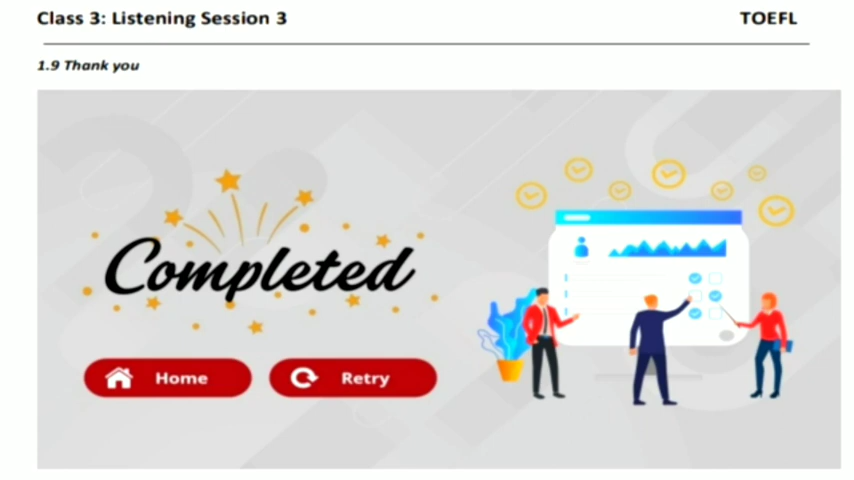 Class 3: Listening Session 3 TOEFL
1.9 Thank you
Completed
Home Retry